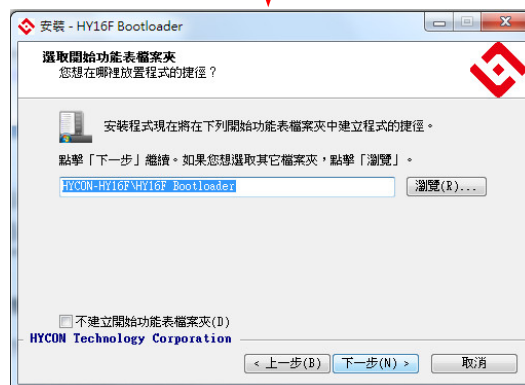 安裝 - HY16F Bootloader
選取開始功能表檔案夾
您想在哪裡放置程式的捷徑？
安裝程式現在將在下列開始功能表檔案夾中建立程式的捷徑。
點擊「下一步」繼續。如果您想選取其它檔案夾，點擊「瀏覽」。
HYCON-HY16F\HY16F Bootloader
瀏覽(R)...
不建立開始功能表檔案夾(D)
HYCON Technology Corporation
< 上一步(B)
下一步(N) >
取消